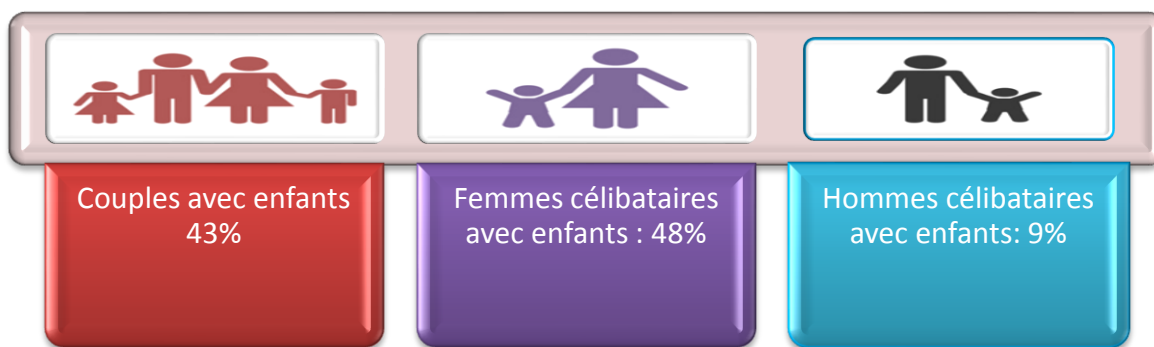 Couples avec enfants
43%
Femmes célibataires
avec enfants : 48%
Hommes célibataires
avec enfants: 9%